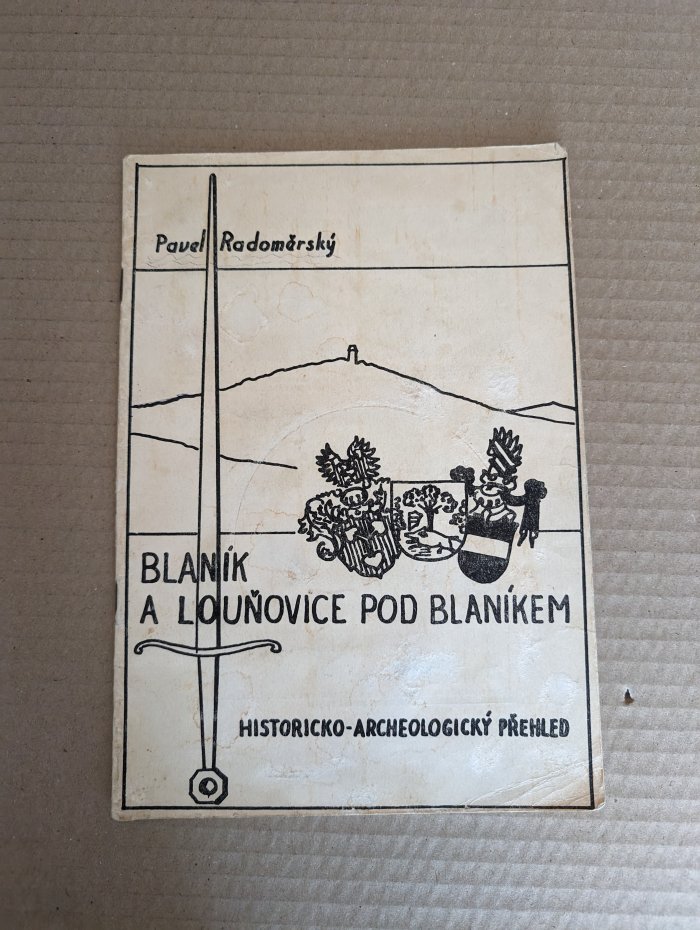 Pavel Radoměrský
BLANÍK
A LOUŇOVICE POD BLANÍKEM
HISTORICKO-ARCHEOLOGICKÝ PŘEHLED